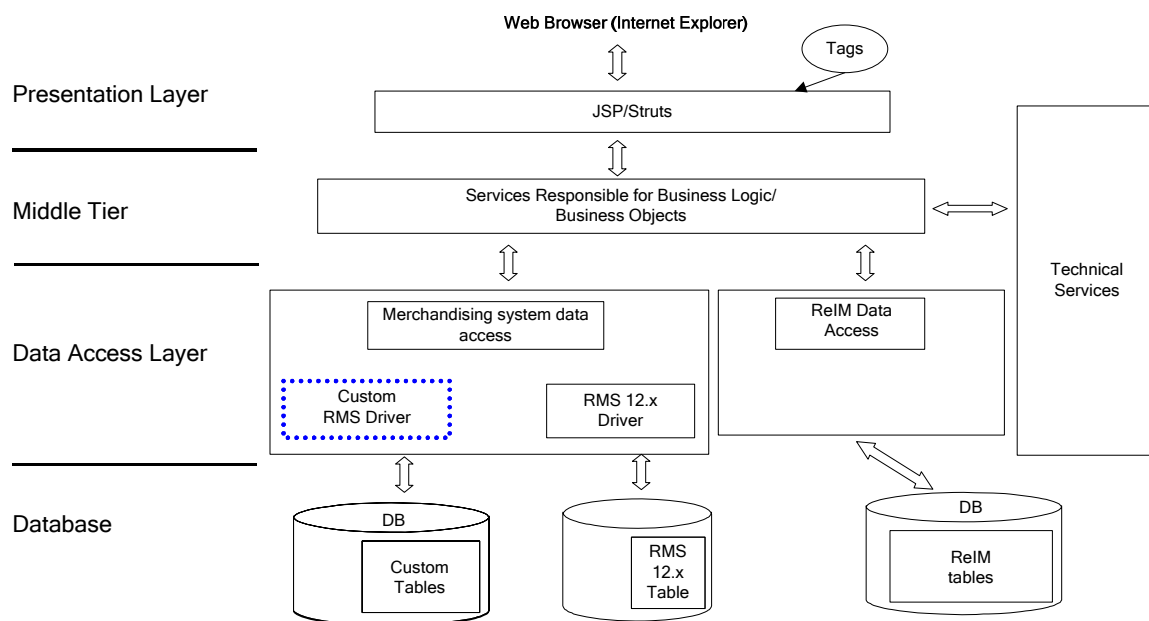 Web Browser (Internet Explorer)
Tags
Presentation Layer
JSP/Struts
Services Responsible for Business Logic/
Business Objects
Middle Tier
Technical
Services
Merchandising system data
access
ReIM Data
Access
Data Access Layer
Custom
RMS Driver
RMS 12.x
Driver
Database
DB
Custom
Tables
RMS
12.x
Table
DB
ReIM
tables